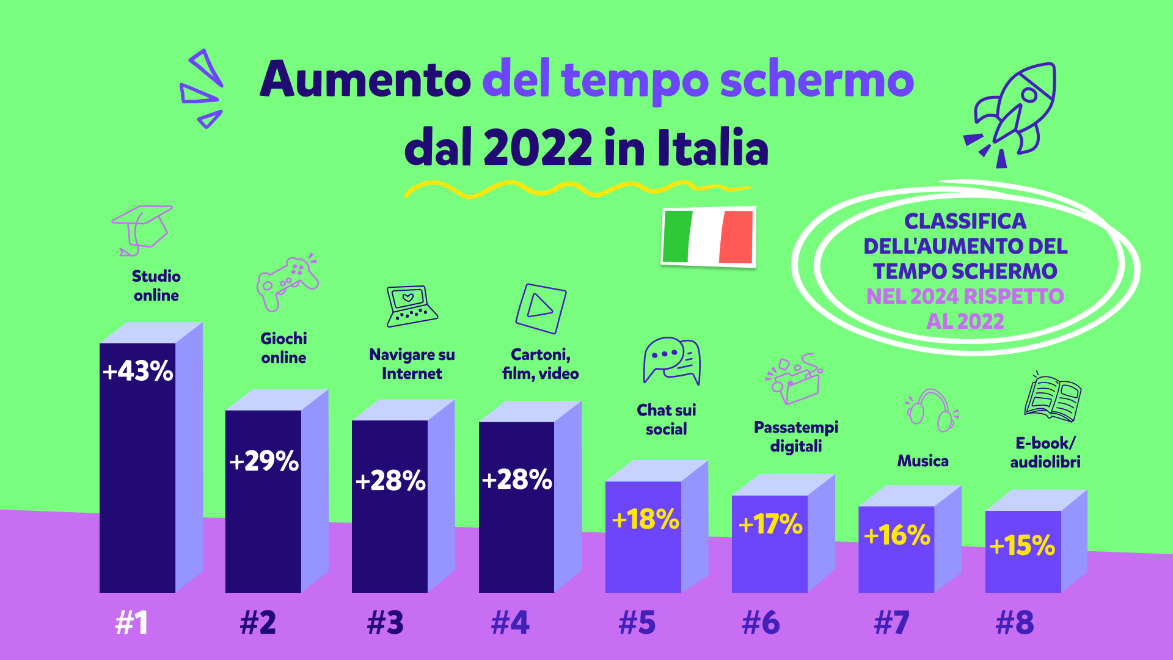 Aumento del tempo schermo
dal 2022 in Italia
CLASSIFICA
DELL'AUMENTO DEL
TEMPO SCHERMO
NEL 2024 RISPETTO
AL 2022
Studio
online
+43%
#1
Giochi
online
+29%
#2
Navigare su
Internet
+28%
#3
Cartoni,
film, video
+28%
#4
Chat sui
social
+18%
#5
Passatempi
digitali
+17%
#6
Musica
+16%
#7
E-book/
audiolibri
+15%
#8